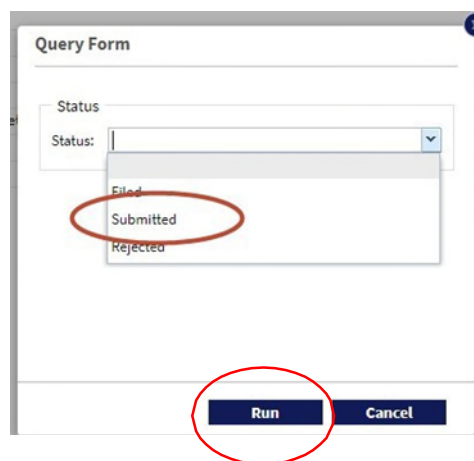 Query Form
Status
Status:
Filed
Submitted
Rejected
Run Cancel